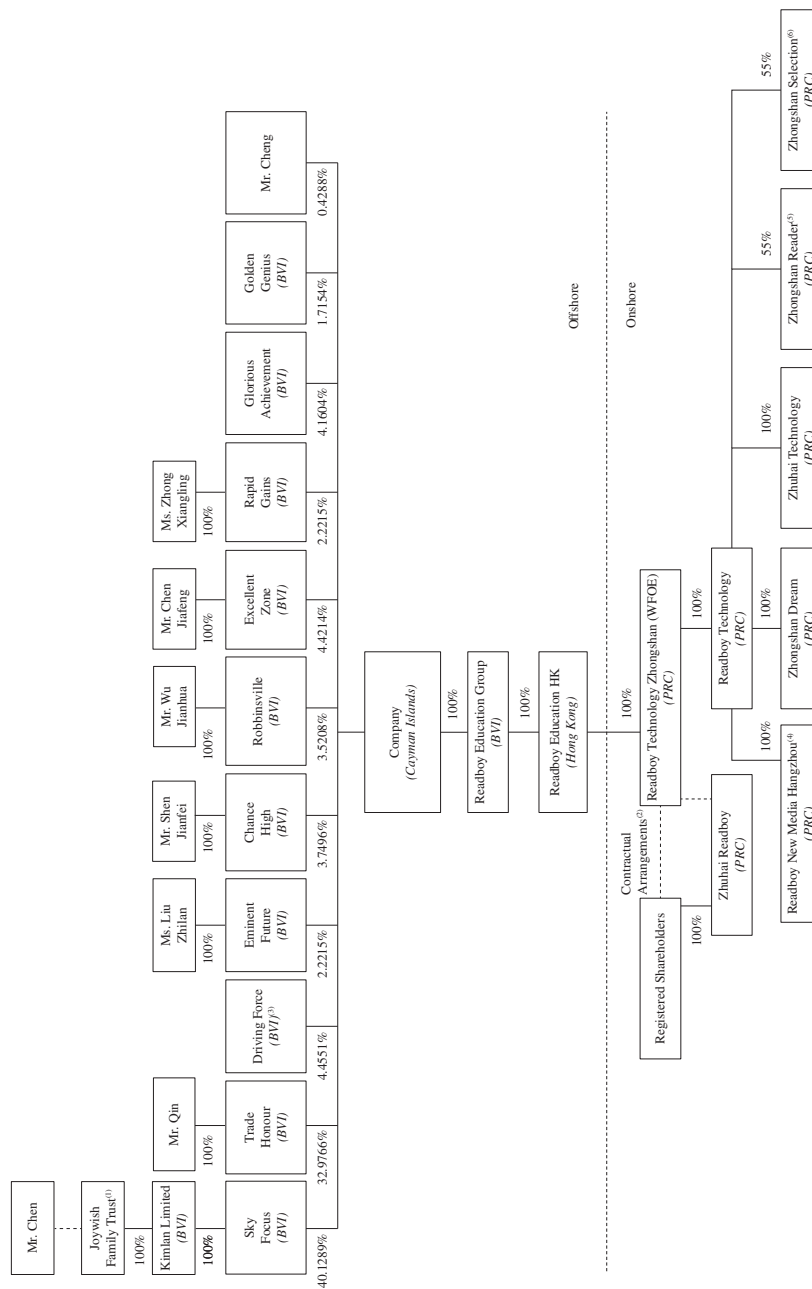 Mr. Chen
Joywish
Family Trust(1)
100%
Kimlan Limited
(BVI)
Mr. Qin
Ms. Liu
Zhilan
Mr. Shen
Jianfei
Mr. Wu
Jianhua
Mr. Chen
Jiafeng
Ms. Zhong
Xiangling
100%
100%
100%
100%
100%
100%
100%
Sky
Focus
(BVI)
Trade
Honour
(BVI)
Driving Force
(BVI)(3)
Eminent
Future
(BVI)
Chance
High
(BVI)
Robbinsville
(BVI)
Excellent
Zone
(BVI)
Rapid
Gains
(BVI)
Glorious
Achievement
(BVI)
Golden
Genius
(BVI)
Mr. Cheng
40.1289%
32.9766%
4.4551%
2.2215%
3.7496%
3.5208%
4.4214%
2.2215%
4.1604%
1.7154%
0.4288%
Company
(Cayman Islands)
100%
Readboy Education Group
(BVI)
100%
Readboy Education HK
(Hong Kong)
Offshore
Onshore
100%
Contractual
Arrangements(2)
Registered Shareholders
Readboy Technology Zhongshan (WFOE)
(PRC)
100%
100%
Zhuhai Readboy
(PRC)
Readboy Technology
(PRC)
100%
100%
100%
55%
55%
Readboy New Media Hangzhou(4)
(PRC)
Zhongshan Dream
(PRC)
Zhuhai Technology
(PRC)
Zhongshan Reader(5)
(PRC)
Zhongshan Selection(6)
(PRC)